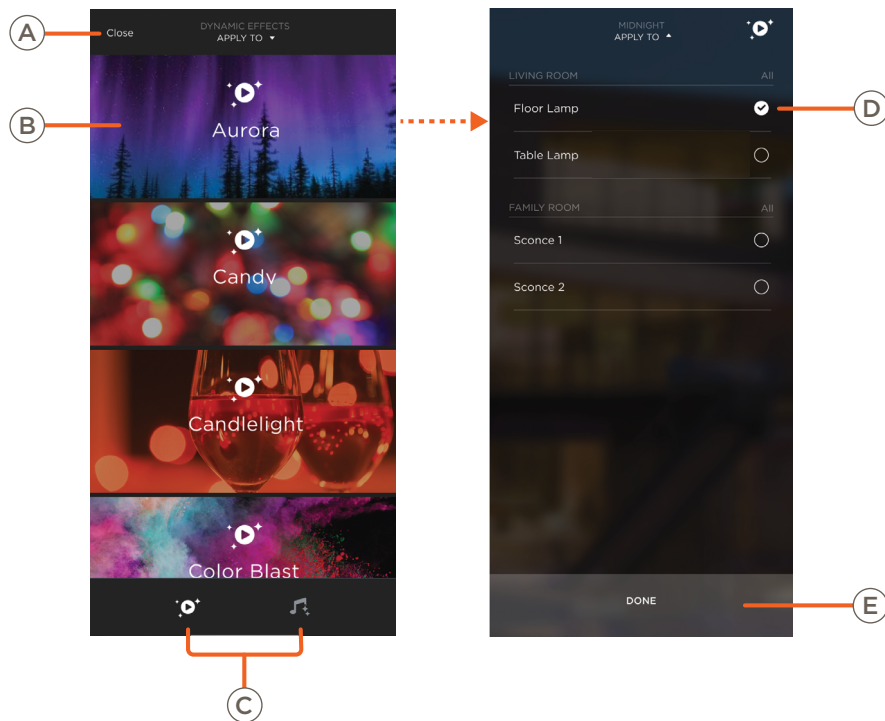 A
Close
DYNAMIC EFFECTS
APPLY TO
B
Aurora
Candy
Candlelight
Color Blast
C
MIDNIGHT
APPLY TO
LIVING ROOM All
Floor Lamp
D
Table Lamp
FAMILY ROOM All
Sconce 1
Sconce 2
DONE
E